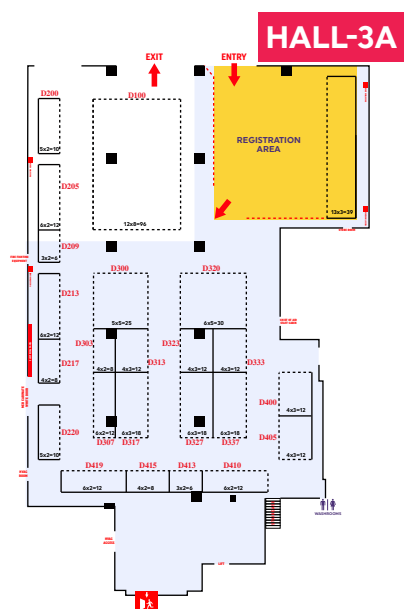 HALL-3A
EXIT
ENTRY
D200
D100
REGISTRATION
AREA
5x2=10
D205
12x8=96
13x3=39
6x2=12
D209
3x2=6
D213
D300
D320
5x5=25
6x5=30
6x2=12
D303
D313
D323
D333
D217
4x2=8
4x2=8
4x3=12
4x3=12
4x3=12
D400
4x3=12
D220
5x2=10
6x2=12
6x3=18
6x3=18
6x3=18
D307
D317
D327
D337
D405
4x3=12
D419
D415
D413
D410
6x2=12
4x2=8
3x2=6
6x2=12
WASHROOMS